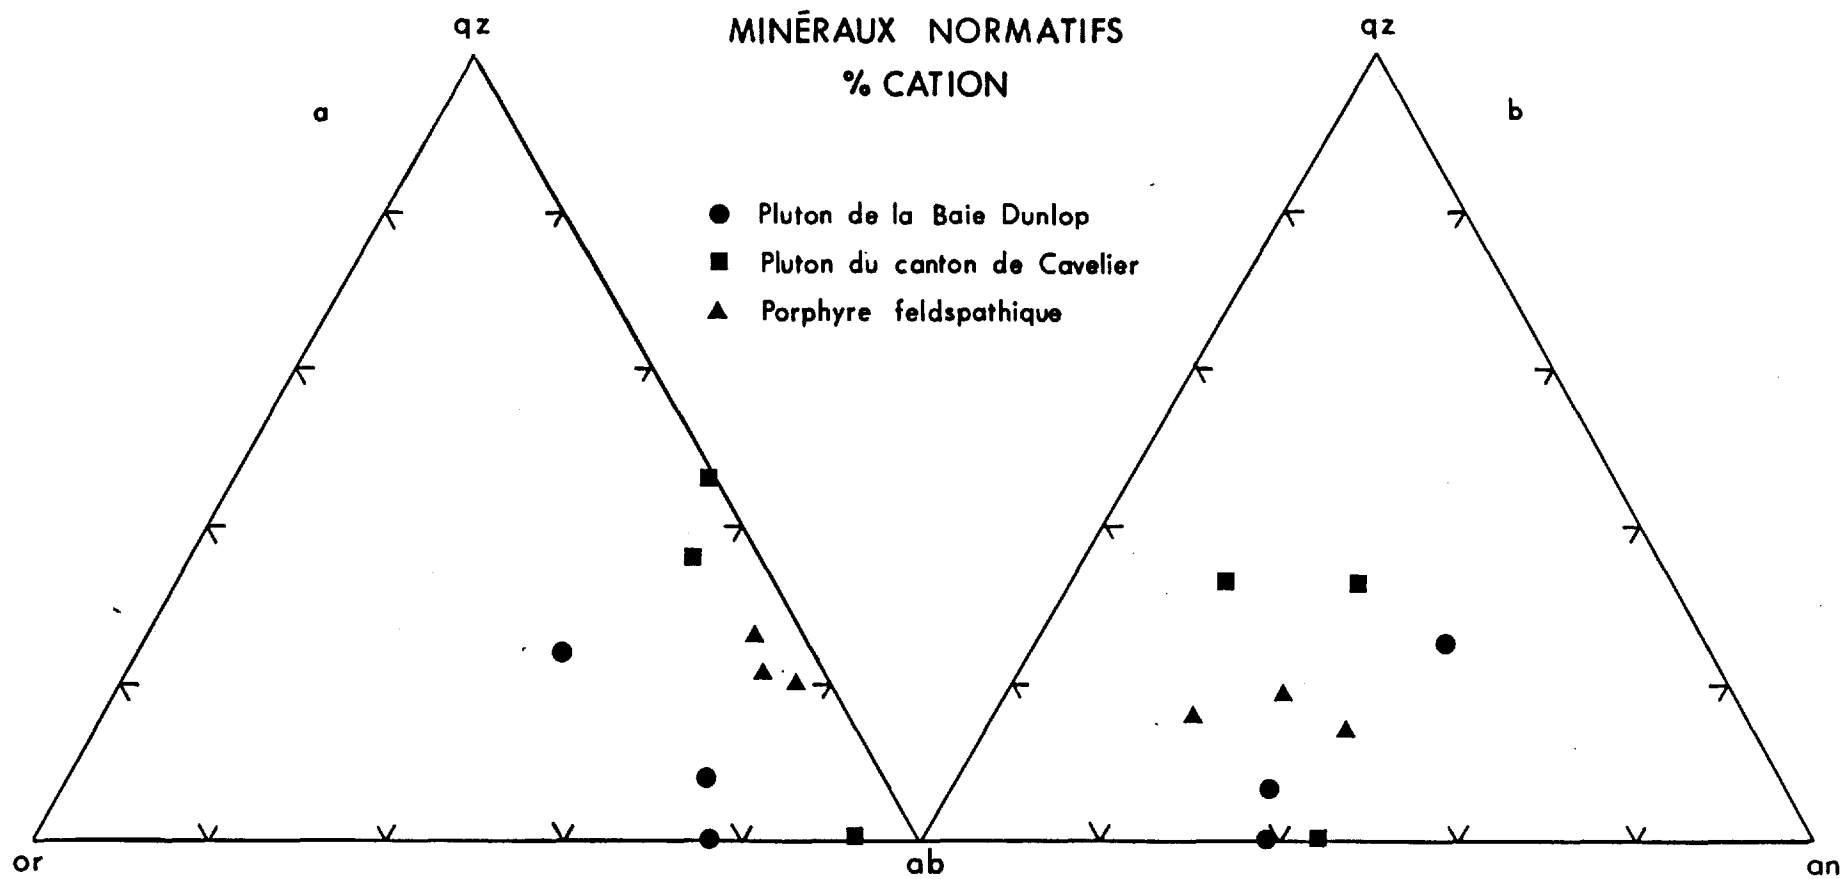 qz
MINÉRAUX NORMATIFS
qz
% CATION
a
b
Pluton de la Baie Dunlop
Pluton du canton de Cavelier
Porphyre feldspathique
or
ab
an